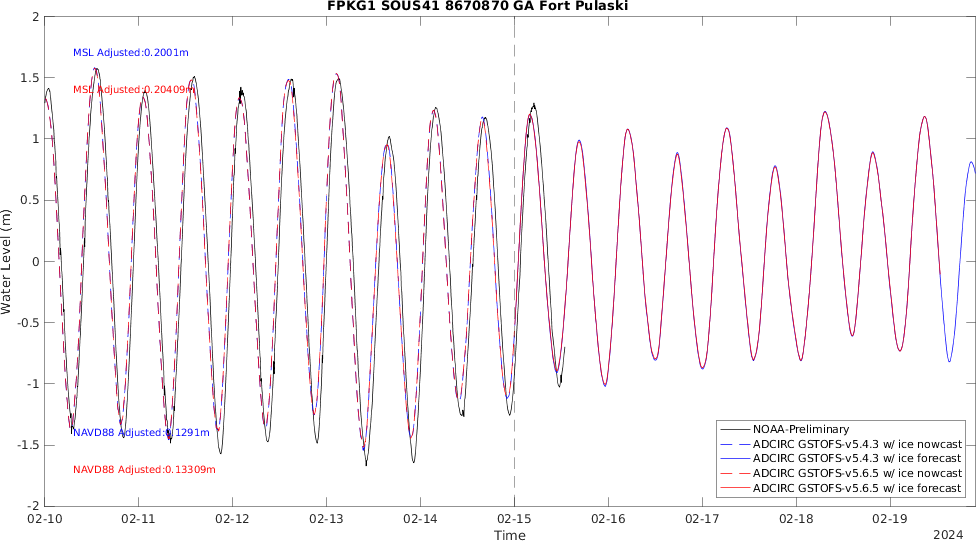 FPKG1 SOUS41 8670870 GA Fort Pulaski
2
1.5
1
0.5
0
-0.5
-1
-1.5
-2
Water Level (m)
MSL Adjusted:0.2001m
MSL Adjusted:0.20409m
NAVD88 Adjusted:0.1291m
NAVD88 Adjusted:0.13309m
NOAA-Preliminary
ADCIRC GSTOFS-v5.4.3 w/ ice nowcast
ADCIRC GSTOFS-v5.4.3 w/ ice forecast
ADCIRC GSTOFS-v5.6.5 w/ ice nowcast
ADCIRC GSTOFS-v5.6.5 w/ ice forecast
02-10 02-11 02-12 02-13 02-14 02-15 02-16 02-17 02-18 02-19
Time
2024